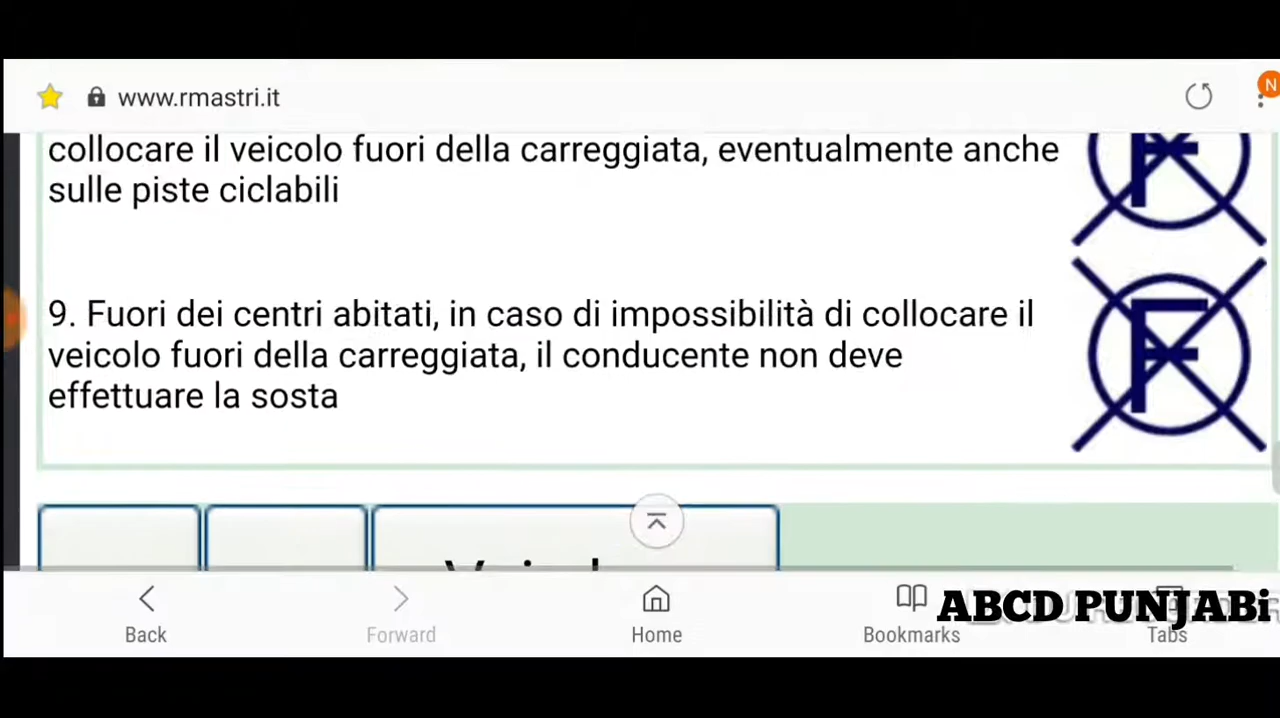 www.rmastri.it
N
collocare il veicolo fuori della carreggiata, eventualmente anche
sulle piste ciclabili
F
9. Fuori dei centri abitati, in caso di impossibilità di collocare il
veicolo fuori della carreggiata, il conducente non deve
effettuare la sosta
F
Back
Forward
Home
Bookmarks
Tabs
ABCD PUNJABi